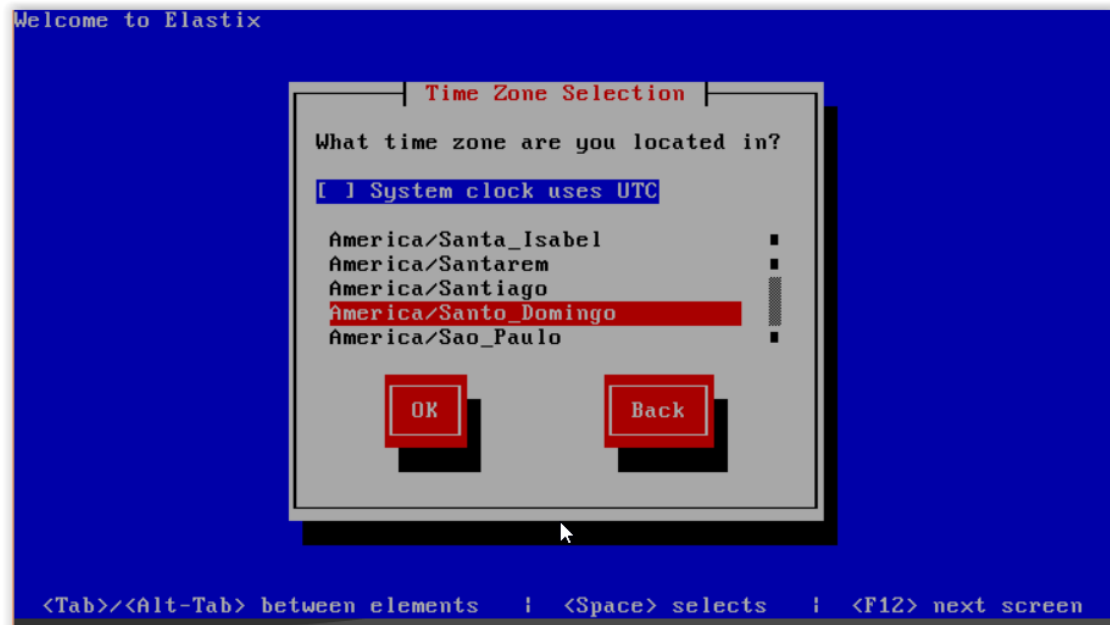 Welcome to Elastix
Time Zone Selection
What time zone are you located in?
[ ] System clock uses UTC
America/Santa_Isabel
America/Santarem
America/Santiago
America/Santo_Domingo
America/Sao_Paulo
OK Back
<Tab>/<Alt-Tab> between elements | <Space> selects | <F12> next screen